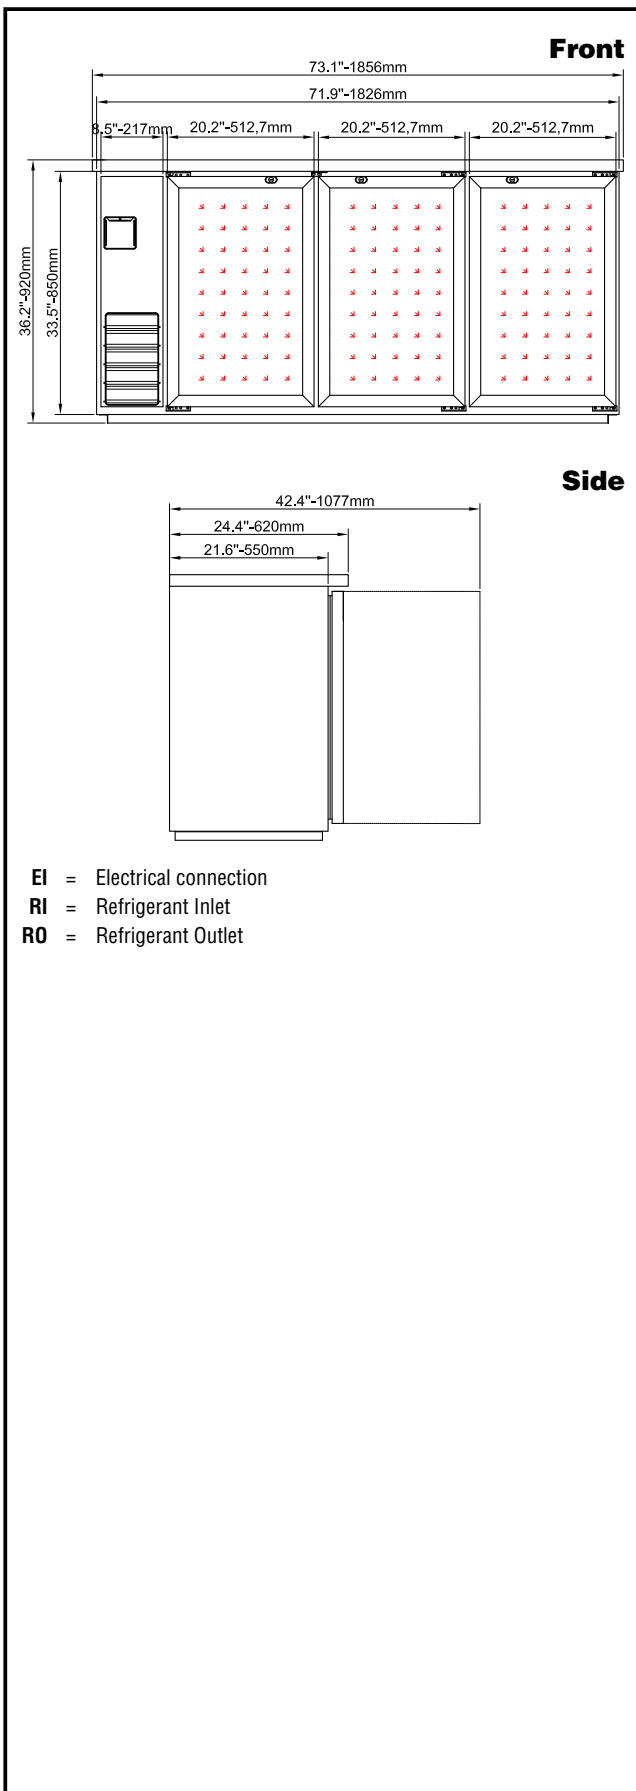 Front
73.1"-1856mm
71.9"-1826mm
8.5"-217mm 20.2"-512,7mm 20.2"-512,7mm 20.2"-512,7mm
36.2"-920mm
33.5"-850mm
Side
42.4"-1077mm
24.4"-620mm
21.6"-550mm
EI = Electrical connection
RI = Refrigerant Inlet
RO = Refrigerant Outlet